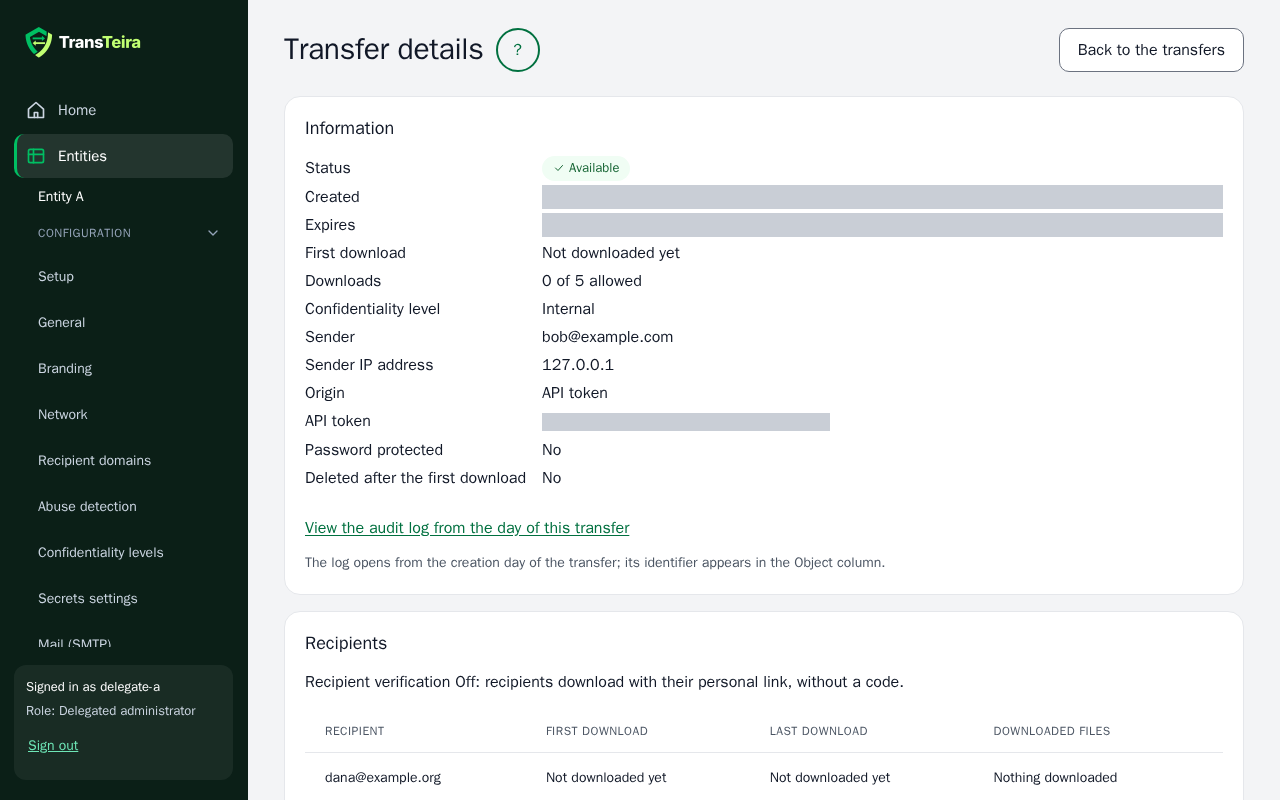 TransTeira
Home
Entities
Entity A
CONFIGURATION
Setup
General
Branding
Network
Recipient domains
Abuse detection
Confidentiality levels
Secrets settings
Mail (SMTP)
Signed in as delegate-a
Role: Delegated administrator
Sign out
Transfer details ?
Back to the transfers
Information
Status Available
Created
Expires
First download Not downloaded yet
Downloads 0 of 5 allowed
Confidentiality level Internal
Sender bob@example.com
Sender IP address 127.0.0.1
Origin API token
API token
Password protected No
Deleted after the first download No
View the audit log from the day of this transfer
The log opens from the creation day of the transfer; its identifier appears in the Object column.
Recipients
Recipient verification Off: recipients download with their personal link, without a code.
RECIPIENT FIRST DOWNLOAD LAST DOWNLOAD DOWNLOADED FILES
dana@example.org Not downloaded yet Not downloaded yet Nothing downloaded